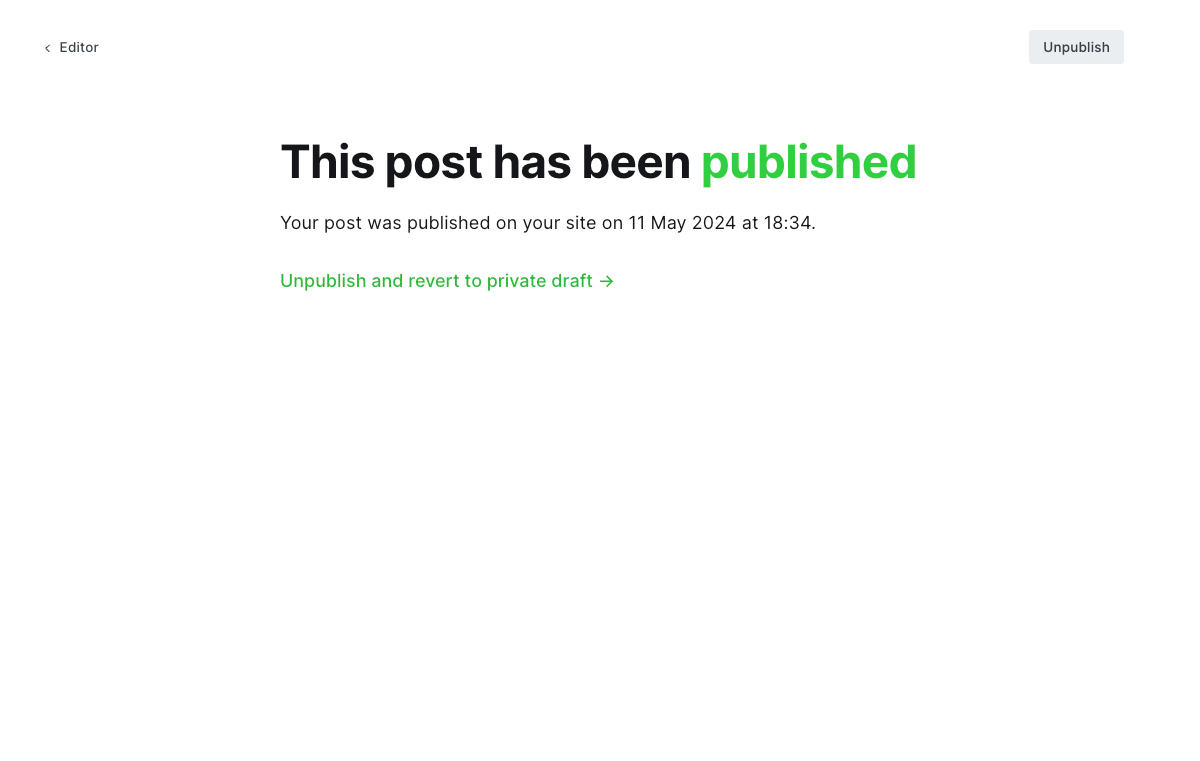 Editor
Unpublish
This post has been published
Your post was published on your site on 11 May 2024 at 18:34.
Unpublish and revert to private draft →